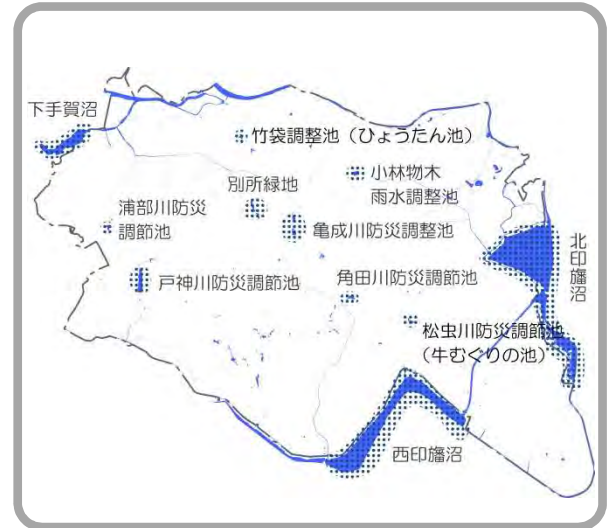 下手賀沼
竹袋調整池（ひょうたん池）
小林物木
雨水調整池
別所緑地
浦部川防災
調節池
亀成川防災調整池
北印旛沼
戸神川防災調節池
角田川防災調節池
松虫川防災調節池
（牛むぐりの池）
西印旛沼